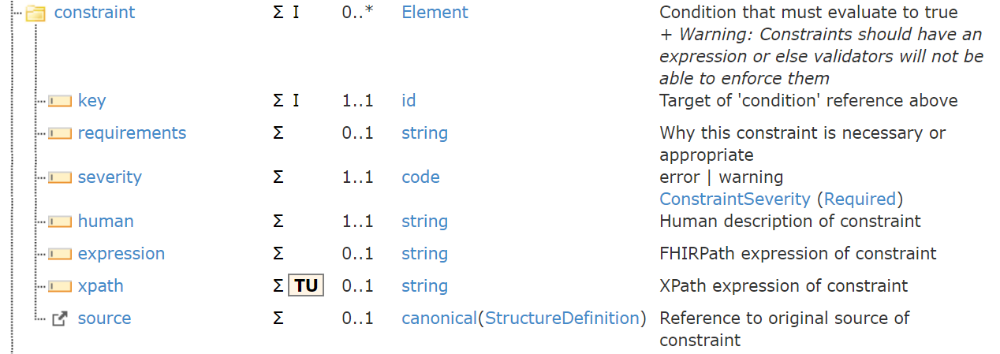 constraint Σ I 0..* Element Condition that must evaluate to true
+ Warning: Constraints should have an
expression or else validators will not be
able to enforce them
key Σ I 1..1 id Target of 'condition' reference above
requirements Σ 0..1 string Why this constraint is necessary or
appropriate
severity Σ 1..1 code error | warning
ConstraintSeverity (Required)
human Σ 1..1 string Human description of constraint
expression Σ 0..1 string FHIRPath expression of constraint
xpath Σ TU 0..1 string XPath expression of constraint
source Σ 0..1 canonical(StructureDefinition) Reference to original source of
constraint